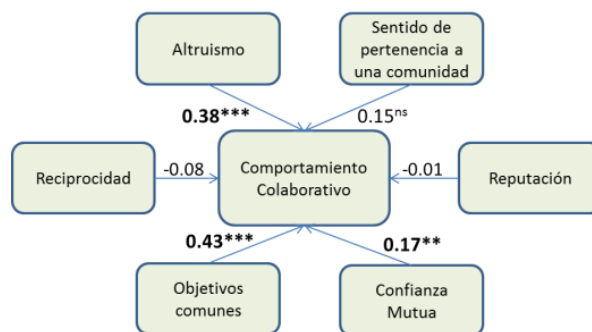 Altruismo
Sentido de
pertenencia a
una comunidad
0.38***
0.15ns
Reciprocidad
-0.08
Comportamiento
Colaborativo
-0.01
Reputación
0.43***
0.17**
Objetivos
comunes
Confianza
Mutua